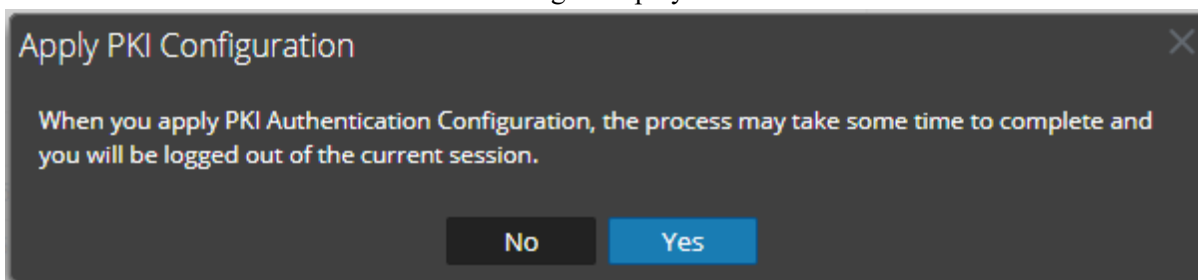 Apply PKI Configuration
When you apply PKI Authentication Configuration, the process may take some time to complete and
you will be logged out of the current session.
No Yes